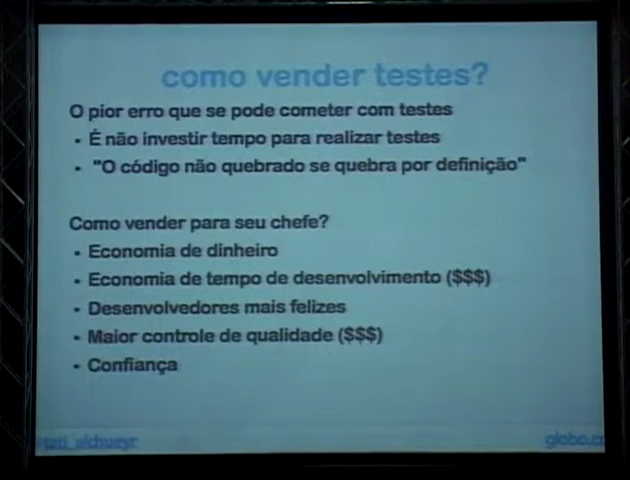 como vender testes?
O pior erro que se pode cometer com testes
• É não investir tempo para realizar testes
• "O código não quebrado se quebra por definição"
Como vender para seu chefe?
• Economia de dinheiro
• Economia de tempo de desenvolvimento ($$$)
• Desenvolvedores mais felizes
• Maior controle de qualidade ($$$)
• Confiança
globo.co